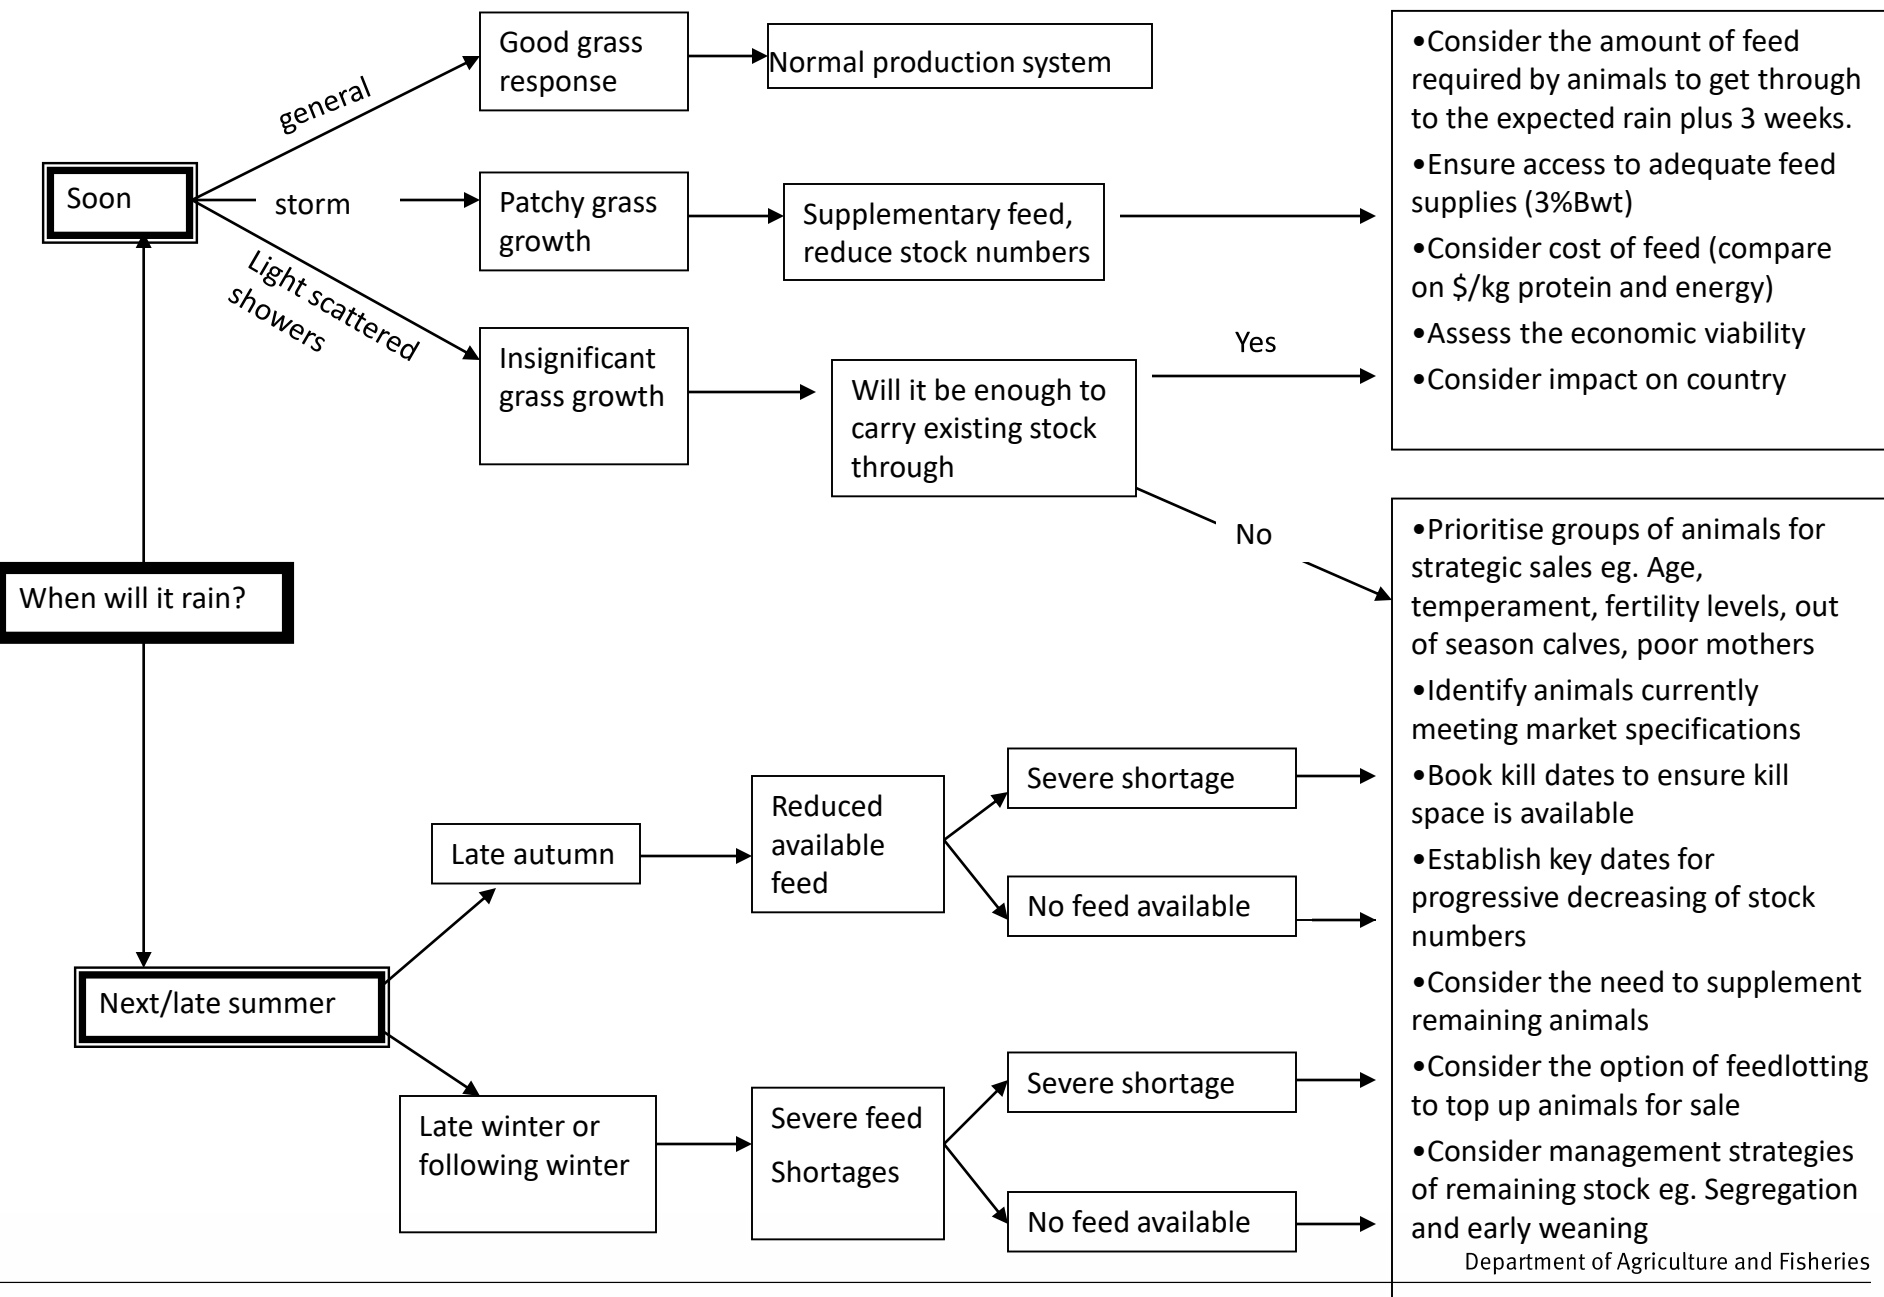 Good grass
response
Normal production system
general
Soon
storm
Patchy grass
growth
Supplementary feed,
reduce stock numbers
Light scattered
showers
Insignificant
grass growth
Will it be enough to
carry existing stock
through
Yes
No
•Consider the amount of feed
required by animals to get through
to the expected rain plus 3 weeks.
•Ensure access to adequate feed
supplies (3%Bwt)
•Consider cost of feed (compare
on $/kg protein and energy)
•Assess the economic viability
•Consider impact on country
When will it rain?
Next/late summer
Late autumn
Reduced
available
feed
Severe shortage
No feed available
Late winter or
following winter
Severe feed
Shortages
Severe shortage
No feed available
•Prioritise groups of animals for
strategic sales eg. Age,
temperament, fertility levels, out
of season calves, poor mothers
•Identify animals currently
meeting market specifications
•Book kill dates to ensure kill
space is available
•Establish key dates for
progressive decreasing of stock
numbers
•Consider the need to supplement
remaining animals
•Consider the option of feedlotting
to top up animals for sale
•Consider management strategies
of remaining stock eg. Segregation
and early weaning
Department of Agriculture and Fisheries